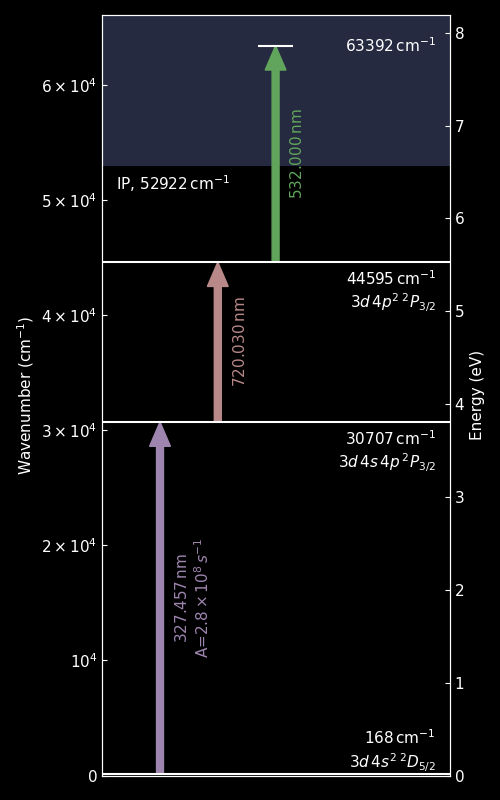 63392 cm⁻¹
IP, 52922 cm⁻¹
532.000 nm
44595 cm⁻¹
3d 4p² ²P₃/₂
720.030 nm
30707 cm⁻¹
3d 4s 4p ²P₃/₂
327.457 nm
A=2.8 × 10⁸ s⁻¹
168 cm⁻¹
3d 4s² ²D₅/₂
Wavenumber (cm⁻¹)
6 × 10⁴
5 × 10⁴
4 × 10⁴
3 × 10⁴
2 × 10⁴
10⁴
0
Energy (eV)
8
7
6
5
4
3
2
1
0